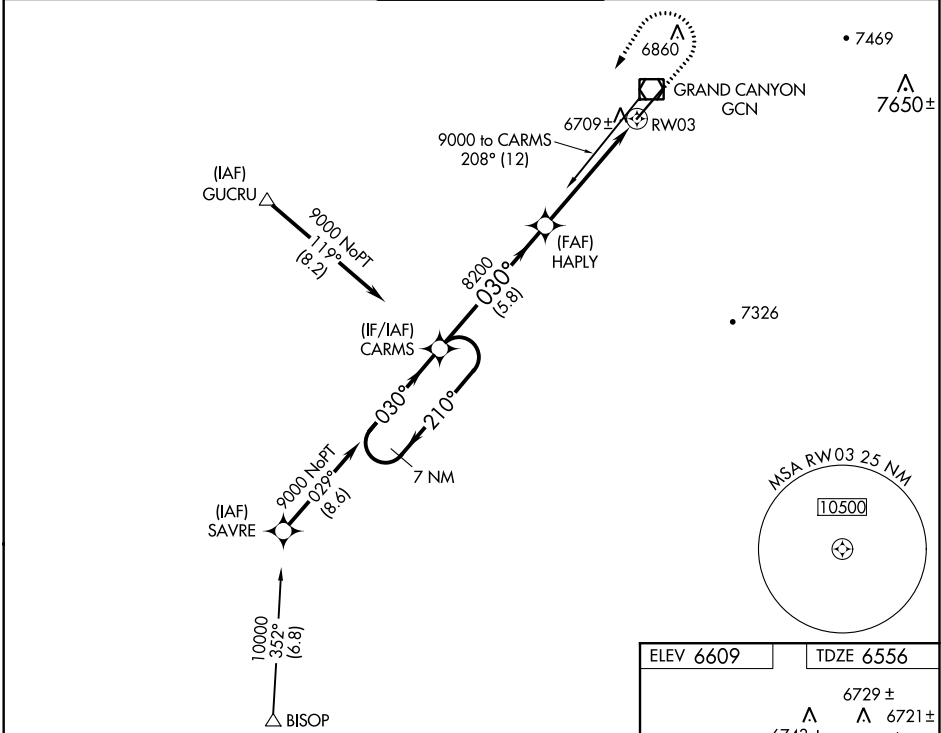 7469
6860
GRAND CANYON
GCN
7650±
6709±
RW03
9000 to CARMS
208° (12)
(IAF)
GUCRU
9000 NoPT
119°
(8.2)
(FAF)
HAPLY
8200
030°
(5.8)
7326
(IF/IAF)
CARMS
030°
210°
7 NM
9000 NoPT
029°
(8.6)
(IAF)
SAVRE
MSA RW03 25 NM
10500
10000
352°
(6.8)
BISOP
ELEV 6609
TDZE 6556
6729 ±
6721±